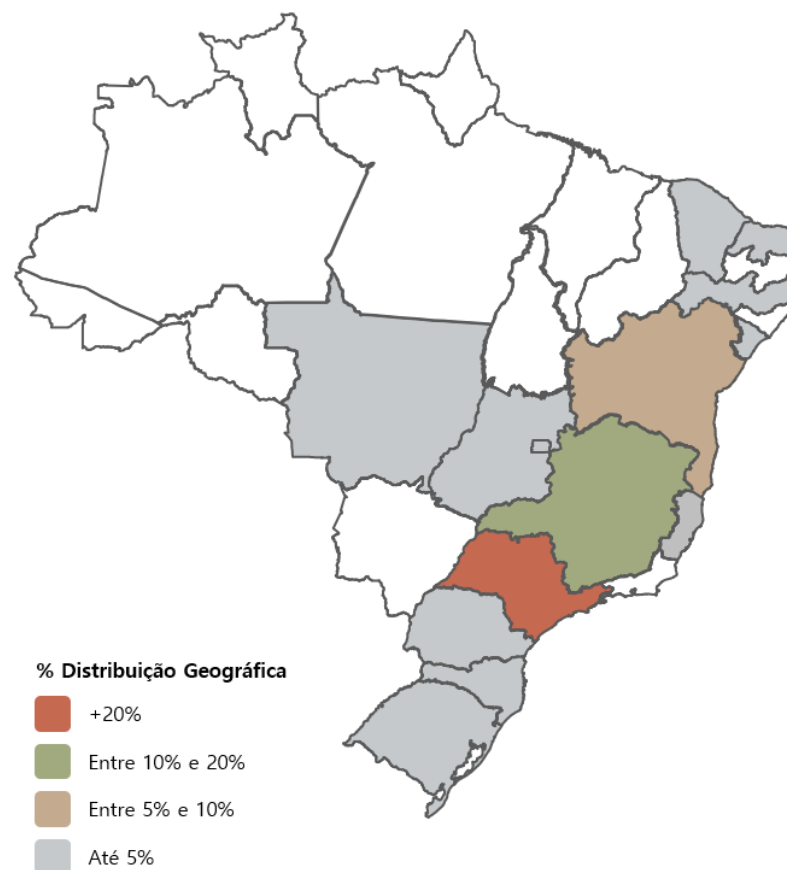 % Distribuição Geográfica
+20%
Entre 10% e 20%
Entre 5% e 10%
Até 5%